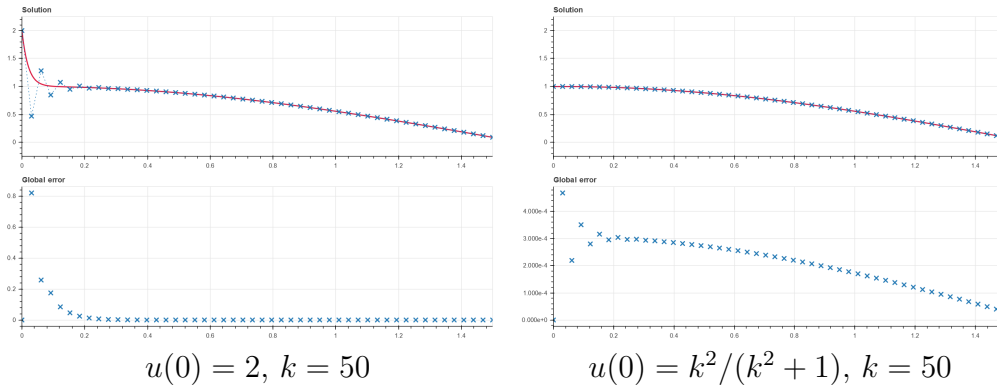 Solution
2
1.5
1
0.5
0
0 0.2 0.4 0.6 0.8 1 1.2 1.4
Global error
0.8
0.6
0.4
0.2
0
0 0.2 0.4 0.6 0.8 1 1.2 1.4
u(0) = 2, k = 50
Solution
2
1.5
1
0.5
0
0 0.2 0.4 0.6 0.8 1 1.2 1.4
Global error
4.000e-4
3.000e-4
2.000e-4
1.000e-4
0.000e+0
0 0.2 0.4 0.6 0.8 1 1.2 1.4
u(0) = k²/(k² + 1), k = 50